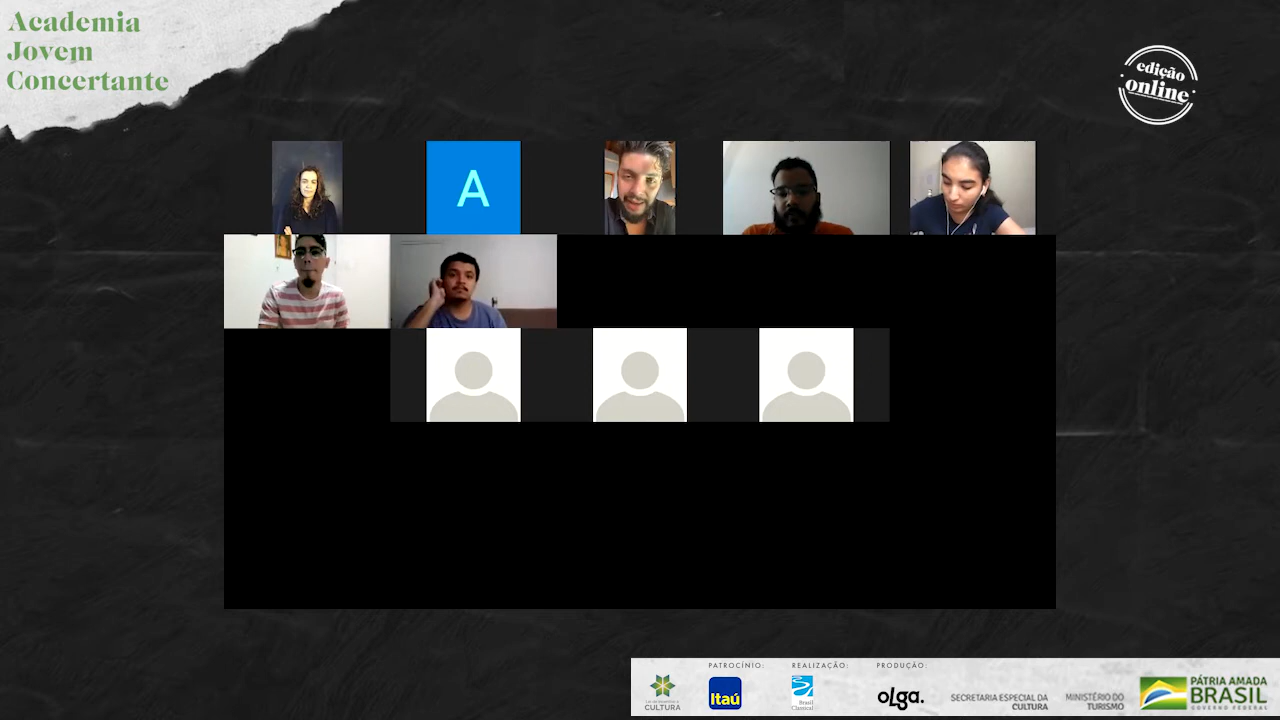 Academia
Jovem
Concertante
edição
online
A
PATROCÍNIO:
REALIZAÇÃO:
PRODUÇÃO:
CULTURA
Itaú
Brasil
Classical
olga.
SECRETARIA ESPECIAL DA
CULTURA
MINISTÉRIO DO
TURISMO
PÁTRIA AMADA
BRASIL
GOVERNO FEDERAL